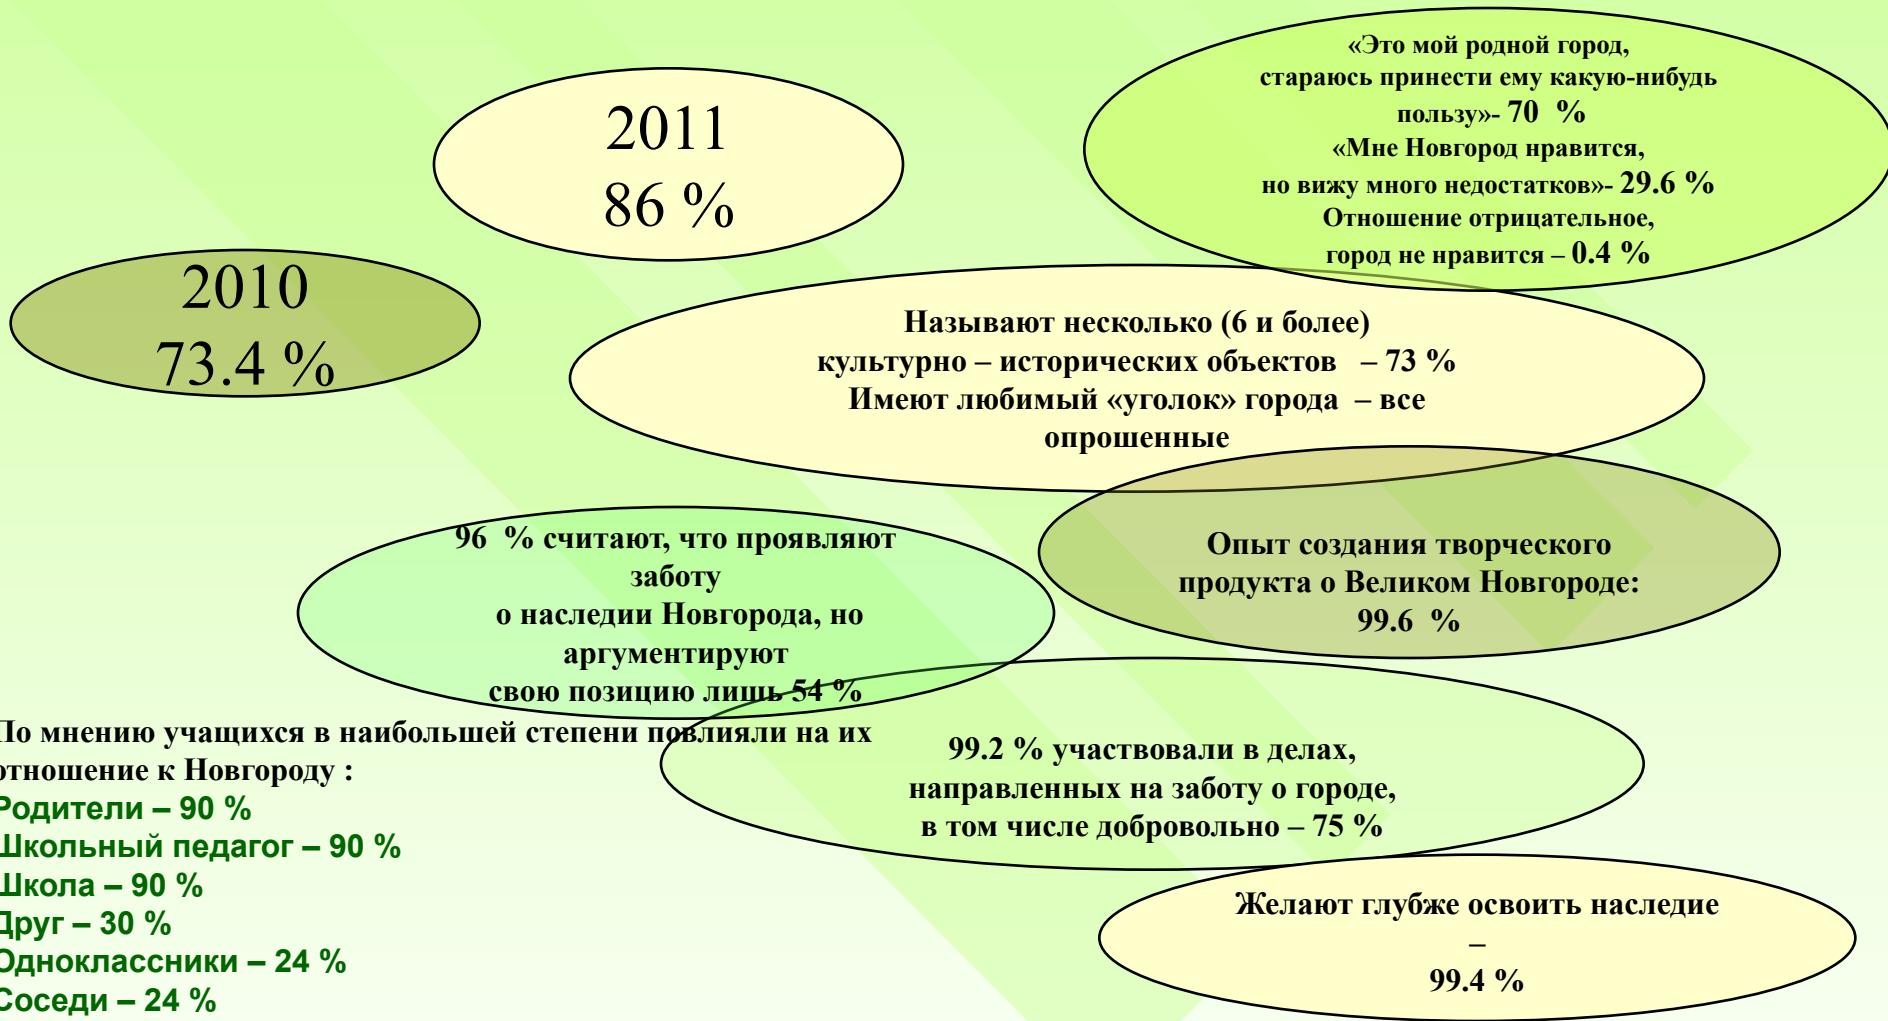 «Это мой родной город,
стараюсь принести ему какую-нибудь
пользу»- 70 %
«Мне Новгород нравится,
но вижу много недостатков»- 29.6 %
Отношение отрицательное,
город не нравится – 0.4 %
2011
86 %
2010
73.4 %
Называют несколько (6 и более)
культурно – исторических объектов – 73 %
Имеют любимый «уголок» города – все
опрошенные
96 % считают, что проявляют
заботу
о наследии Новгорода, но
аргументируют
свою позицию лишь 54 %
Опыт создания творческого
продукта о Великом Новгороде:
99.6 %
По мнению учащихся в наибольшей степени повлияли на их
отношение к Новгороду :
Родители – 90 %
Школьный педагог – 90 %
Школа – 90 %
Друг – 30 %
Одноклассники – 24 %
Соседи – 24 %
99.2 % участвовали в делах,
направленных на заботу о городе,
в том числе добровольно – 75 %
Желают глубже освоить наследие
–
99.4 %